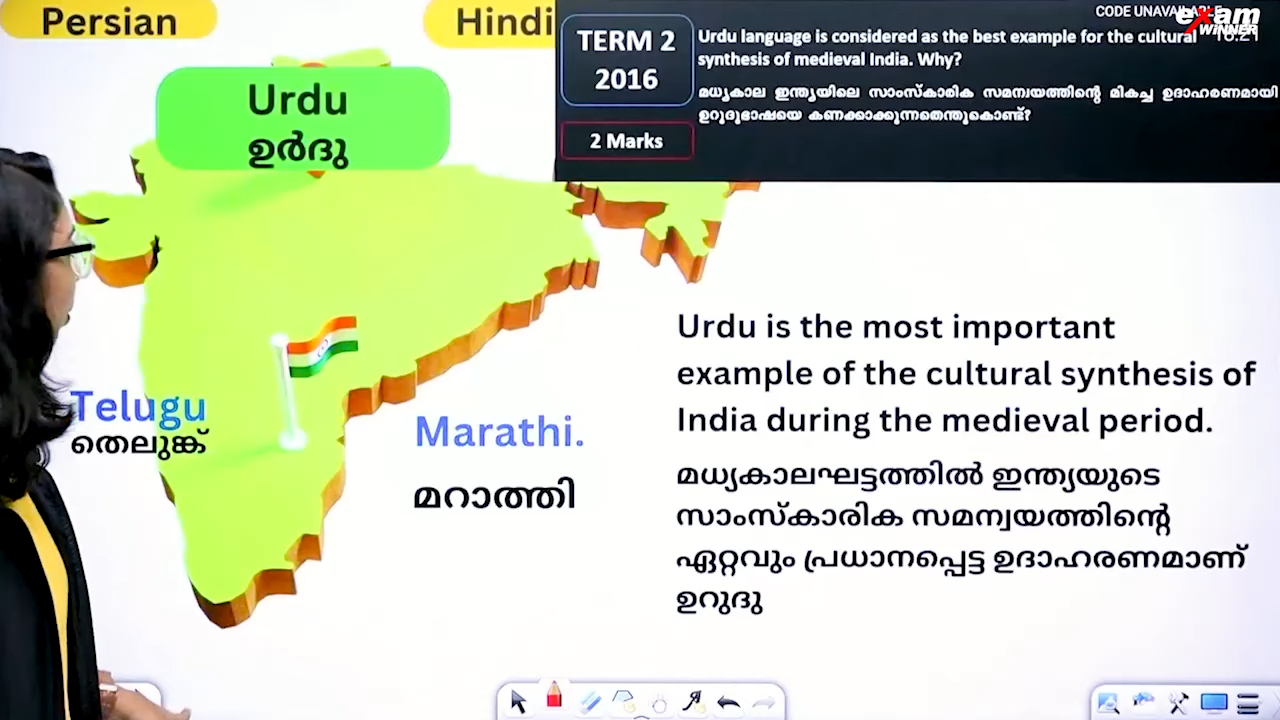 Persian
Hindi
Urdu
ഉർദു
CODE UNAVAILABLE
exam
WINNER
TERM 2
2016
2 Marks
Urdu language is considered as the best example for the cultural
synthesis of medieval India. Why?
മധ്യകാല ഇന്ത്യയിലെ സാംസ്കാരിക സമന്വയത്തിന്റെ മികച്ച ഉദാഹരണമായി
ഉറുദുഭാഷയെ കണക്കാക്കുന്നതെന്തുകൊണ്ട്?
Telugu
തെലുങ്ക്
Marathi.
മറാത്തി
Urdu is the most important
example of the cultural synthesis of
India during the medieval period.
മധ്യകാലഘട്ടത്തിൽ ഇന്ത്യയുടെ
സാംസ്കാരിക സമന്വയത്തിന്റെ
ഏറ്റവും പ്രധാനപ്പെട്ട ഉദാഹരണമാണ്
ഉറുദു